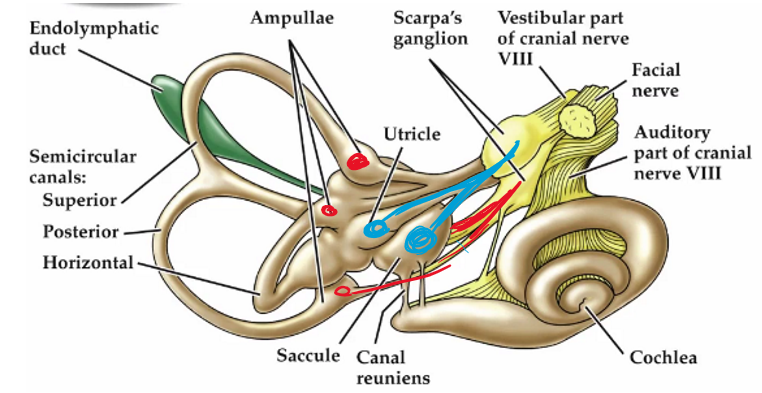 Endolymphatic
duct
Ampullae
Scarpa's
ganglion
Vestibular part
of cranial nerve
VIII
Facial
nerve
Utricle
Auditory
part of cranial
nerve VIII
Semicircular
canals:
Superior
Posterior
Horizontal
Saccule
Canal
reuniens
Cochlea